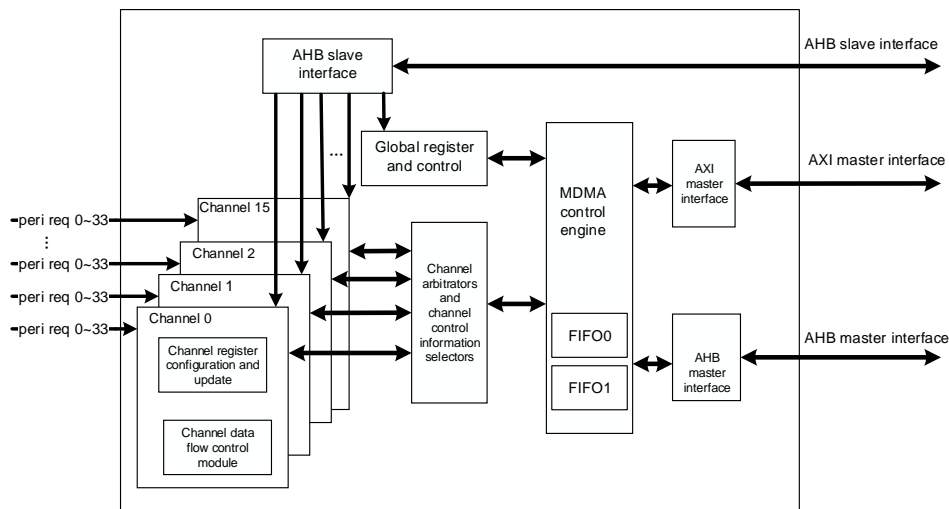 AHB slave
interface
AHB slave interface
...
Global register
and control
MDMA
control
engine
AXI
master
interface
AXI master interface
peri req 0~33
...
peri req 0~33
peri req 0~33
peri req 0~33
Channel 15
Channel 2
Channel 1
Channel 0
Channel register
configuration and
update
Channel data
flow control
module
Channel
arbitrators
and
channel
control
information
selectors
FIFO0
FIFO1
AHB
master
interface
AHB master interface